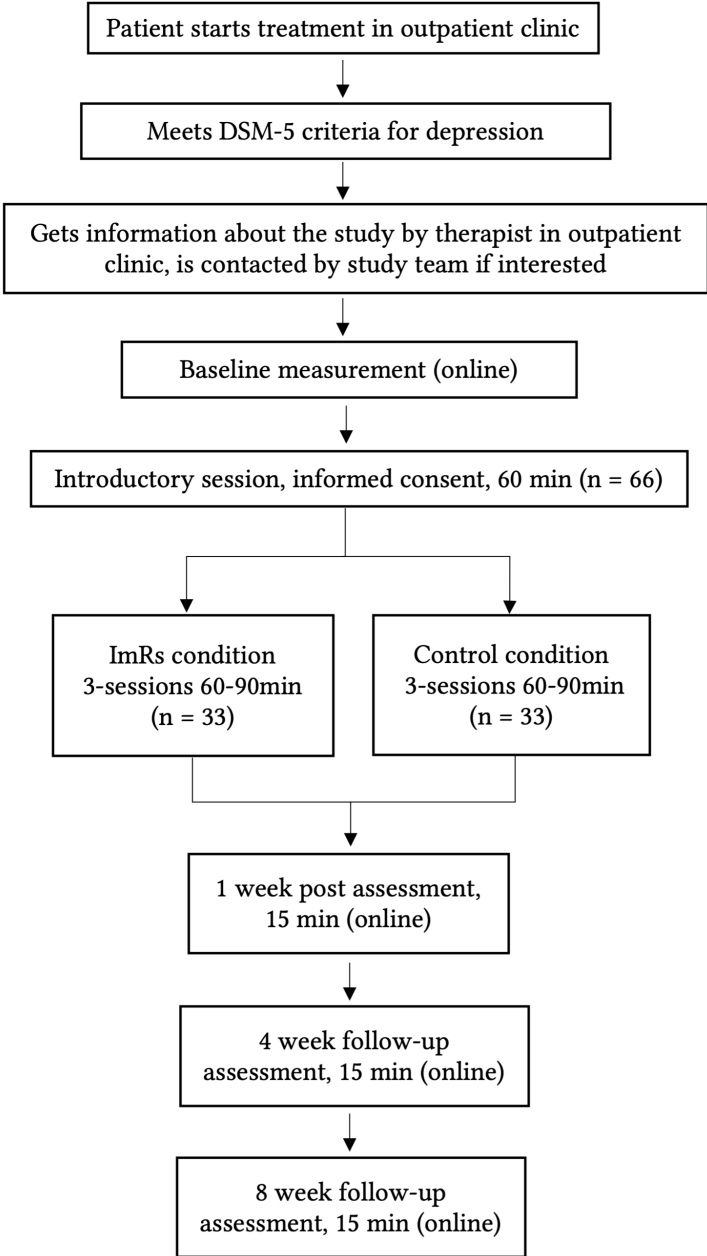 Patient starts treatment in outpatient clinic
Meets DSM-5 criteria for depression
Gets information about the study by therapist in outpatient
clinic, is contacted by study team if interested
Baseline measurement (online)
Introductory session, informed consent, 60 min (n = 66)
ImRs condition
3-sessions 60-90min
(n = 33)
Control condition
3-sessions 60-90min
(n = 33)
1 week post assessment,
15 min (online)
4 week follow-up
assessment, 15 min (online)
8 week follow-up
assessment, 15 min (online)